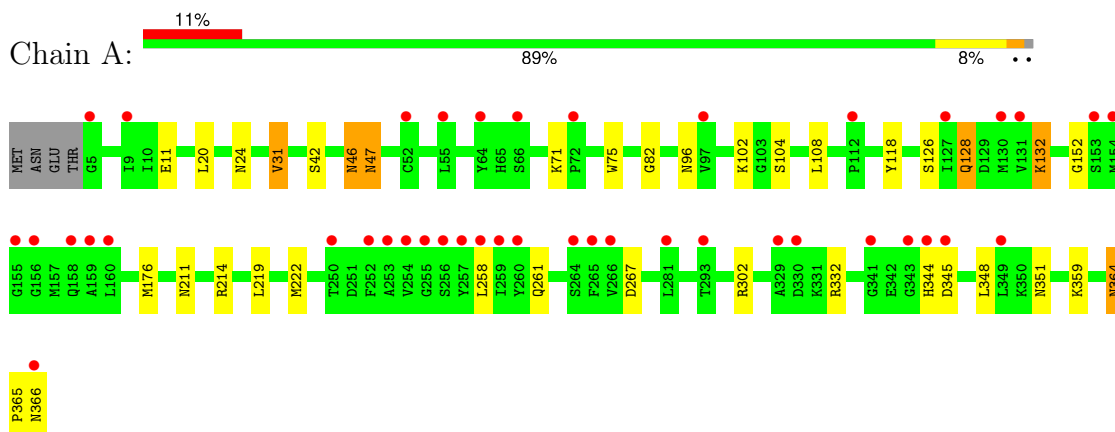 11%
Chain A:
89% 8% • •
MET ASN GLU THR G5 I9 I10 E11 L20 N24 V31 S42 N46 N47 C52 L55 Y64 H65 S66 K71 P72 W75 G82 N96 V97 K102 G103 S104 L108 P112 Y118 S126 I127 Q128 D129 M130 V131 K132 G152 S153 M154
G155 G156 M157 Q158 A159 L160 M176 N211 R214 L219 M222 T250 D251 F252 A253 V254 G255 S256 Y257 L258 I259 Y260 Q261 S264 F265 V266 D267 L281 T293 R302 A329 D330 K331 R332 G341 E342 G343 H344 D345 L348 L349 K350 N351 K359 N364
P365 N366